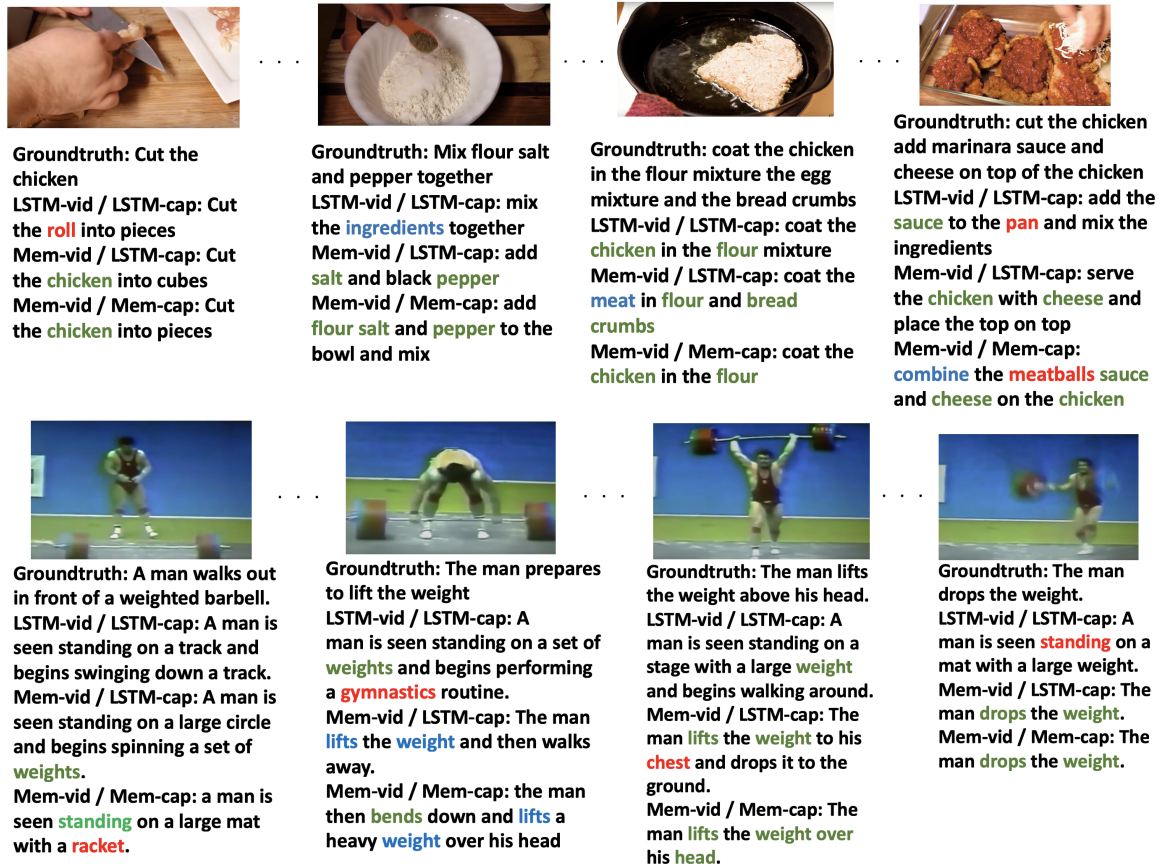 Groundtruth: Cut the
chicken
LSTM-vid / LSTM-cap: Cut
the roll into pieces
Mem-vid / LSTM-cap: Cut
the chicken into cubes
Mem-vid / Mem-cap: Cut
the chicken into pieces
Groundtruth: Mix flour salt
and pepper together
LSTM-vid / LSTM-cap: mix
the ingredients together
Mem-vid / LSTM-cap: add
salt and black pepper
Mem-vid / Mem-cap: add
flour salt and pepper to the
bowl and mix
Groundtruth: coat the chicken
in the flour mixture the egg
mixture and the bread crumbs
LSTM-vid / LSTM-cap: coat the
chicken in the flour mixture
Mem-vid / LSTM-cap: coat the
meat in flour and bread
crumbs
Mem-vid / Mem-cap: coat the
chicken in the flour
Groundtruth: cut the chicken
add marinara sauce and
cheese on top of the chicken
LSTM-vid / LSTM-cap: add the
sauce to the pan and mix the
ingredients
Mem-vid / LSTM-cap: serve
the chicken with cheese and
place the top on top
Mem-vid / Mem-cap:
combine the meatballs sauce
and cheese on the chicken
Groundtruth: A man walks out
in front of a weighted barbell.
LSTM-vid / LSTM-cap: A man is
seen standing on a track and
begins swinging down a track.
Mem-vid / LSTM-cap: A man is
seen standing on a large circle
and begins spinning a set of
weights.
Mem-vid / Mem-cap: a man is
seen standing on a large mat
with a racket.
Groundtruth: The man prepares
to lift the weight
LSTM-vid / LSTM-cap: A
man is seen standing on a set of
weights and begins performing
a gymnastics routine.
Mem-vid / LSTM-cap: The man
lifts the weight and then walks
away.
Mem-vid / Mem-cap: the man
then bends down and lifts a
heavy weight over his head
Groundtruth: The man lifts
the weight above his head.
LSTM-vid / LSTM-cap: A
man is seen standing on a
stage with a large weight
and begins walking around.
Mem-vid / LSTM-cap: The
man lifts the weight to his
chest and drops it to the
ground.
Mem-vid / Mem-cap: The
man lifts the weight over
his head.
Groundtruth: The man
drops the weight.
LSTM-vid / LSTM-cap: A
man is seen standing on a
mat with a large weight.
Mem-vid / LSTM-cap: The
man drops the weight.
Mem-vid / Mem-cap: The
man drops the weight.